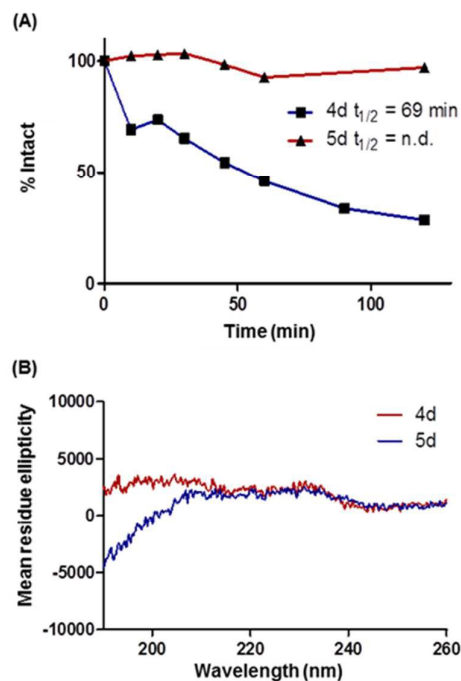 (A)
100
50
0
% Intact
4d t1/2 = 69 min
5d t1/2 = n.d.
0 50 100
Time (min)
(B)
10000
5000
0
-5000
-10000
Mean residue ellipticity
4d
5d
200 220 240 260
Wavelength (nm)